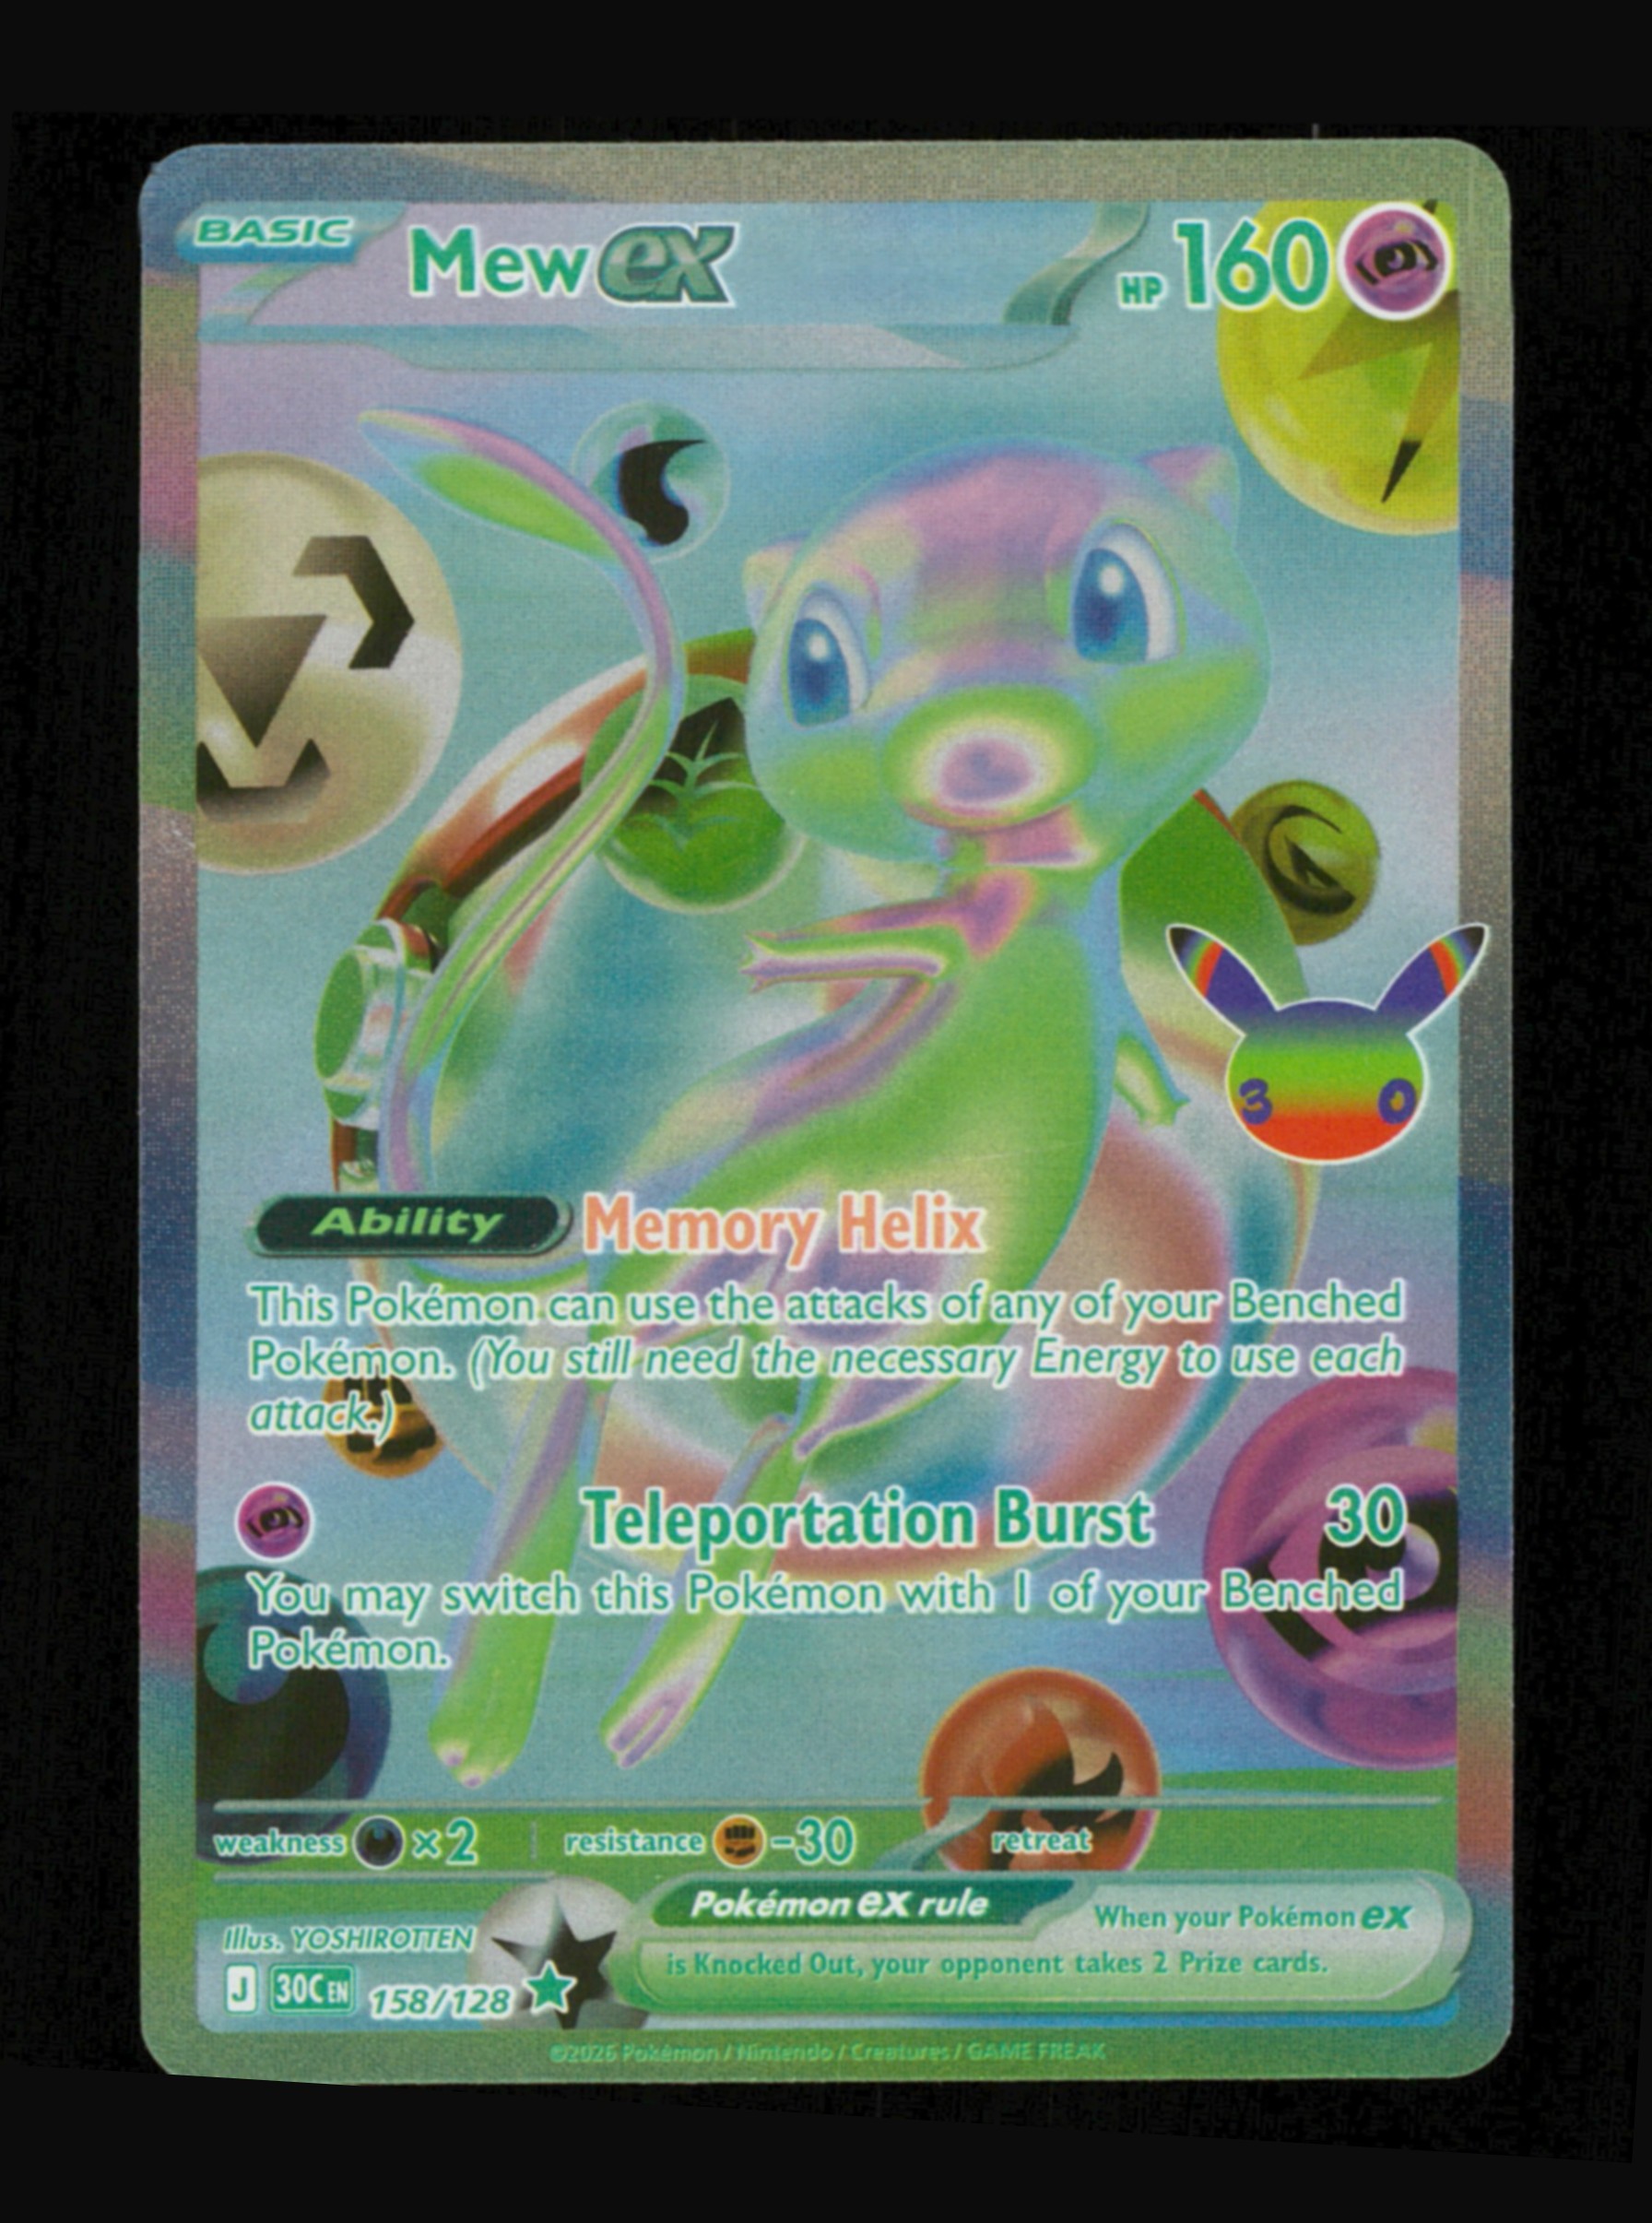 BASIC
Mew ex
HP 160
3 0
Ability Memory Helix
This Pokémon can use the attacks of any of your Benched
Pokémon. (You still need the necessary Energy to use each
attack.)
Teleportation Burst 30
You may switch this Pokémon with 1 of your Benched
Pokémon.
weakness ×2 resistance -30 retreat
Pokémon ex rule When your Pokémon ex
is Knocked Out, your opponent takes 2 Prize cards.
Illus. YOSHIROTTEN
J 30C EN 158/128
©2026 Pokémon / Nintendo / Creatures / GAME FREAK